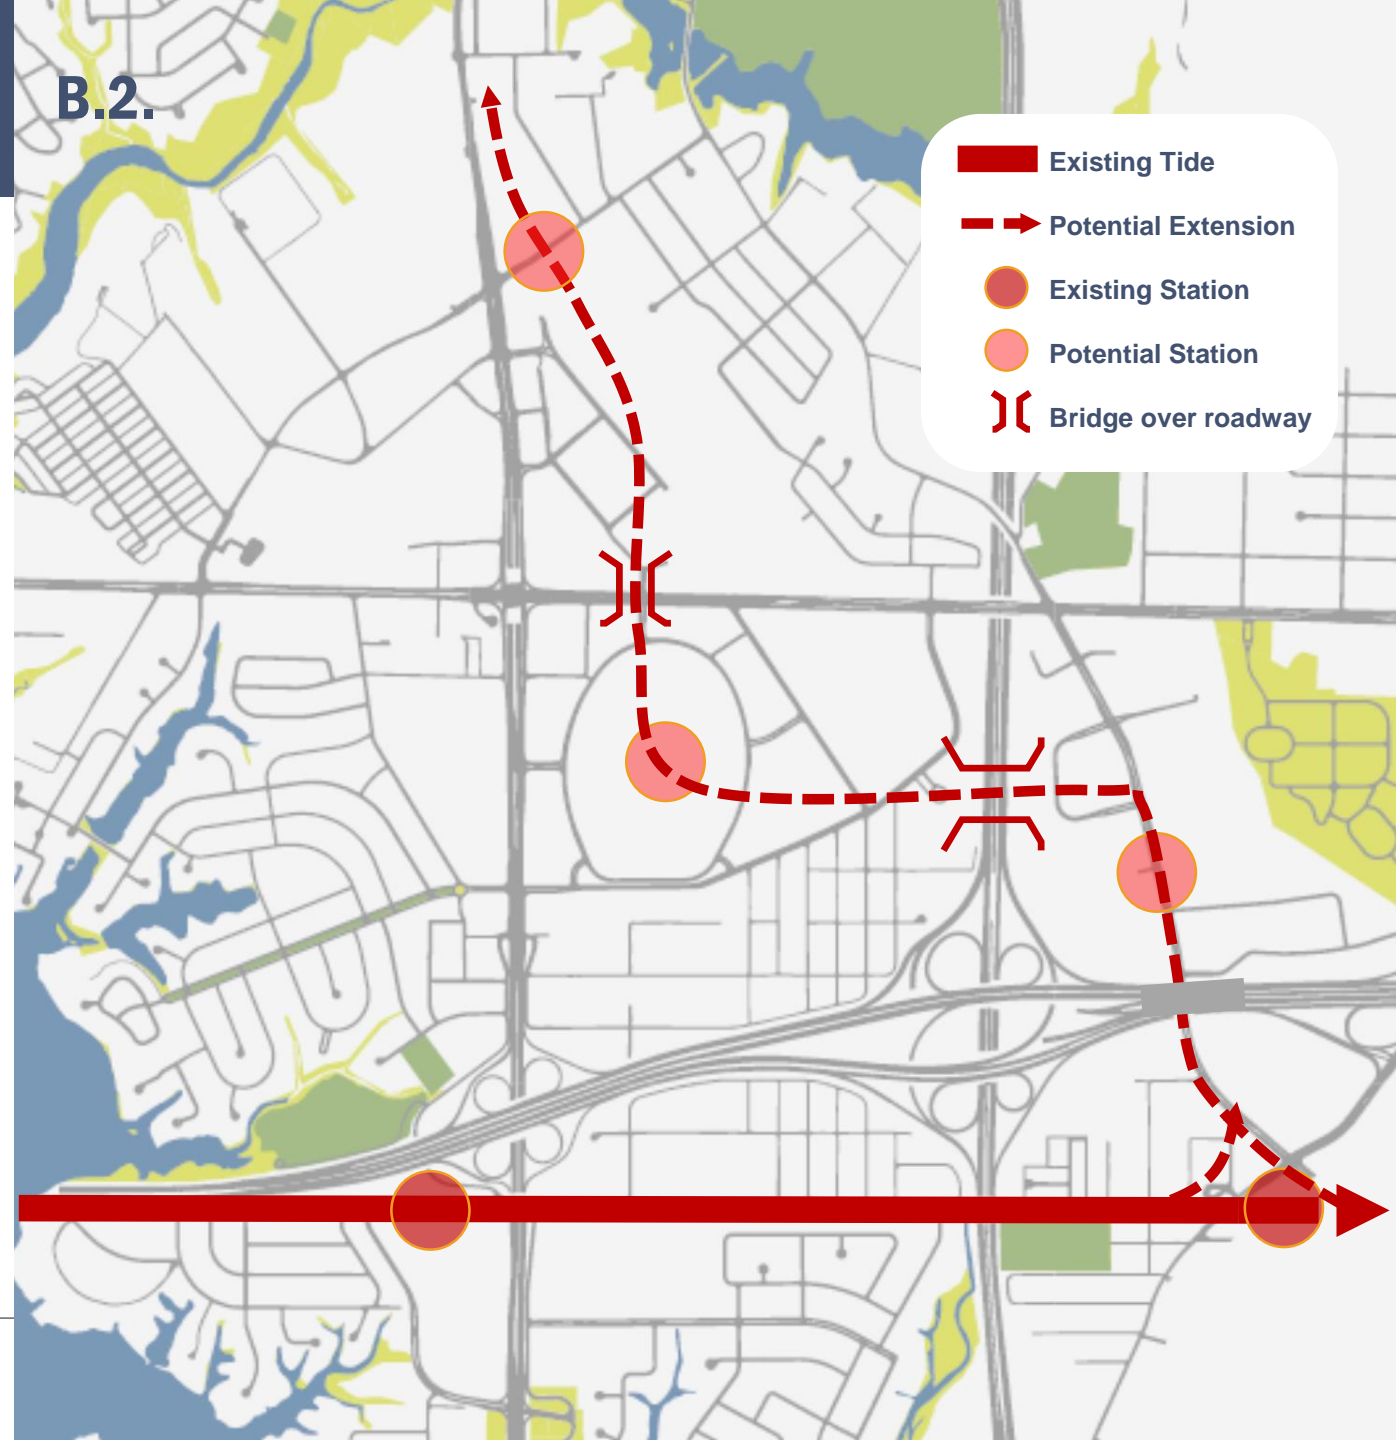 B.2.
Existing Tide
Potential Extension
Existing Station
Potential Station
Bridge over roadway